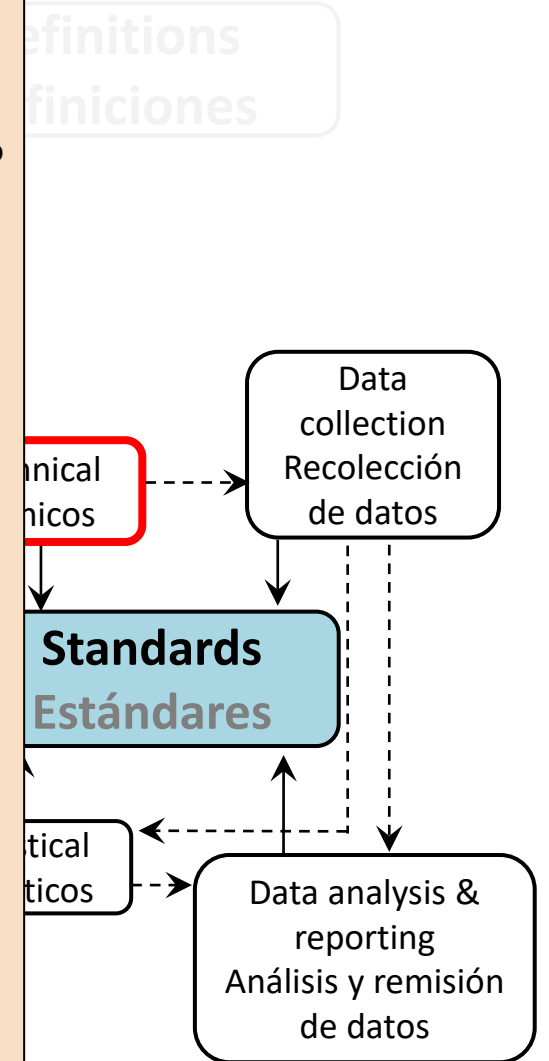 efinitions
finiciones
Data
collection
Recolección
de datos
hnical
nicos
Standards
Estándares
stical
ticos
Data analysis &
reporting
Análisis y remisión
de datos